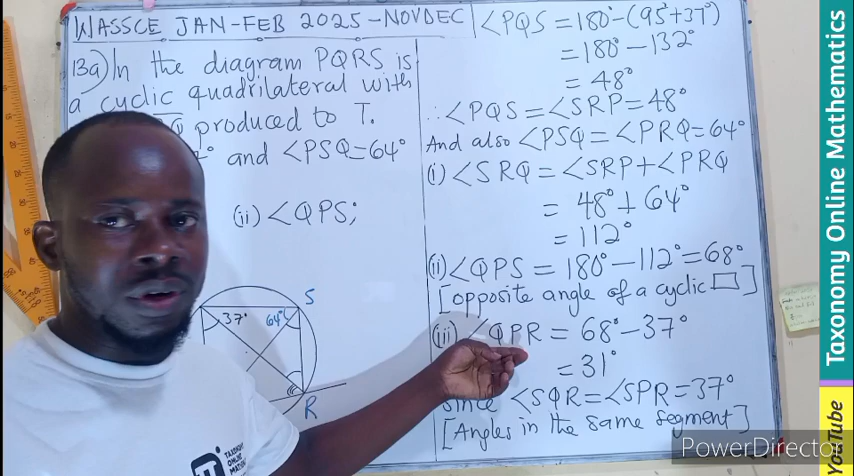 WASSCE JAN-FEB 2025-NOVDEC
13a) In the diagram PQRS is
a cyclic quadrilateral with
produced to T.
and <PSQ=64°
(ii) <QPS;
37°
64°
S
R
<PQS = 180°-(95°+37°)
= 180° - 132°
= 48°
∴ <PQS = <SRP = 48°
And also <PSQ = <PRQ = 64°
(i) <SRQ = <SRP + <PRQ
= 48° + 64°
= 112°
(ii) <QPS = 180° - 112° = 68°
[opposite angle of a cyclic □]
(iii) <QPR = 68° - 37°
= 31°
Since <SQR = <SPR = 37°
[Angles in the same segment]
TAXONOMY
ONLINE
PowerDirector
Taxonomy Online Mathematics
YouTube